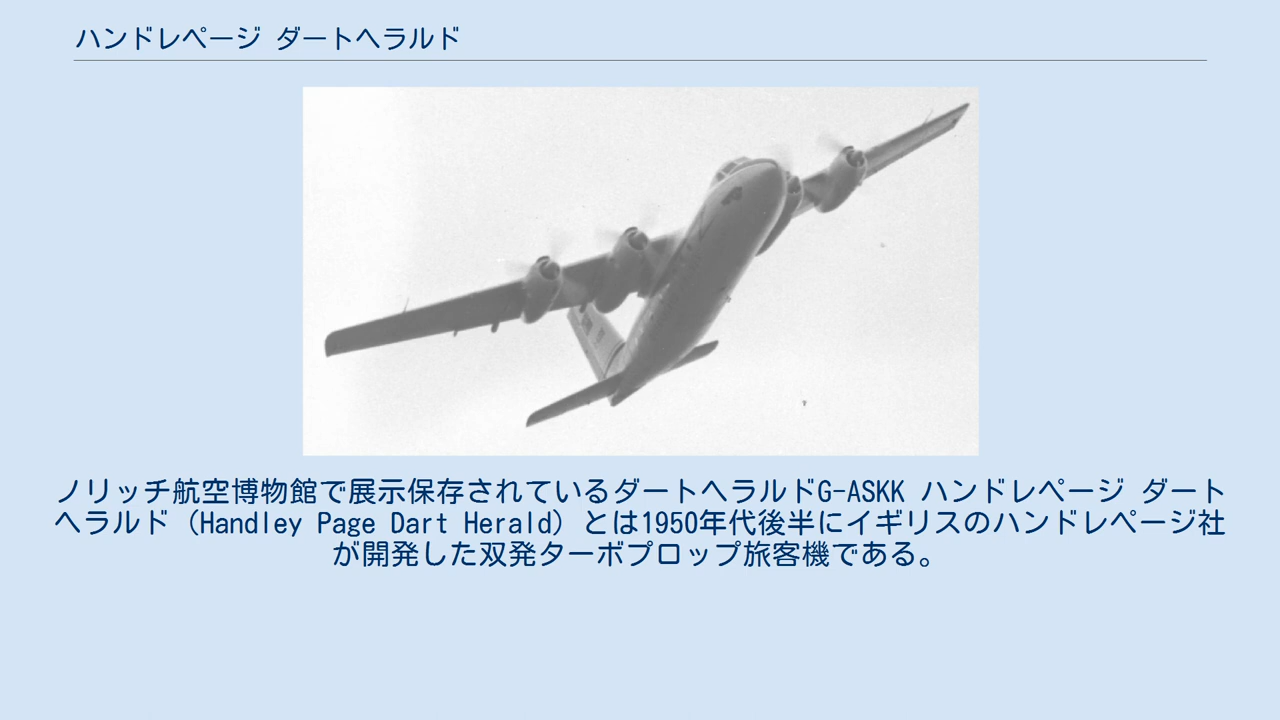 ハンドレページ ダートヘラルド
ノリッチ航空博物館で展示保存されているダートヘラルドG-ASKK ハンドレページ ダート
ヘラルド（Handley Page Dart Herald）とは1950年代後半にイギリスのハンドレページ社
が開発した双発ターボプロップ旅客機である。